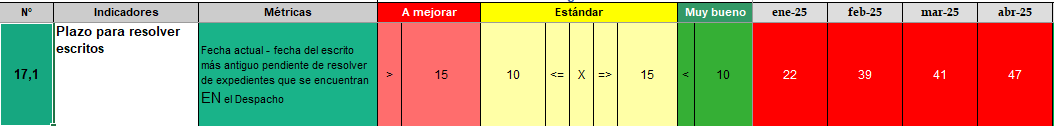 N° Indicadores Métricas A mejorar Estándar Muy bueno ene-25 feb-25 mar-25 abr-25
Plazo para resolver
escritos
Fecha actual - fecha del escrito
más antiguo pendiente de resolver
de expedientes que se encuentran
EN el Despacho
17,1 > 15 10 <= X => 15 < 10 22 39 41 47